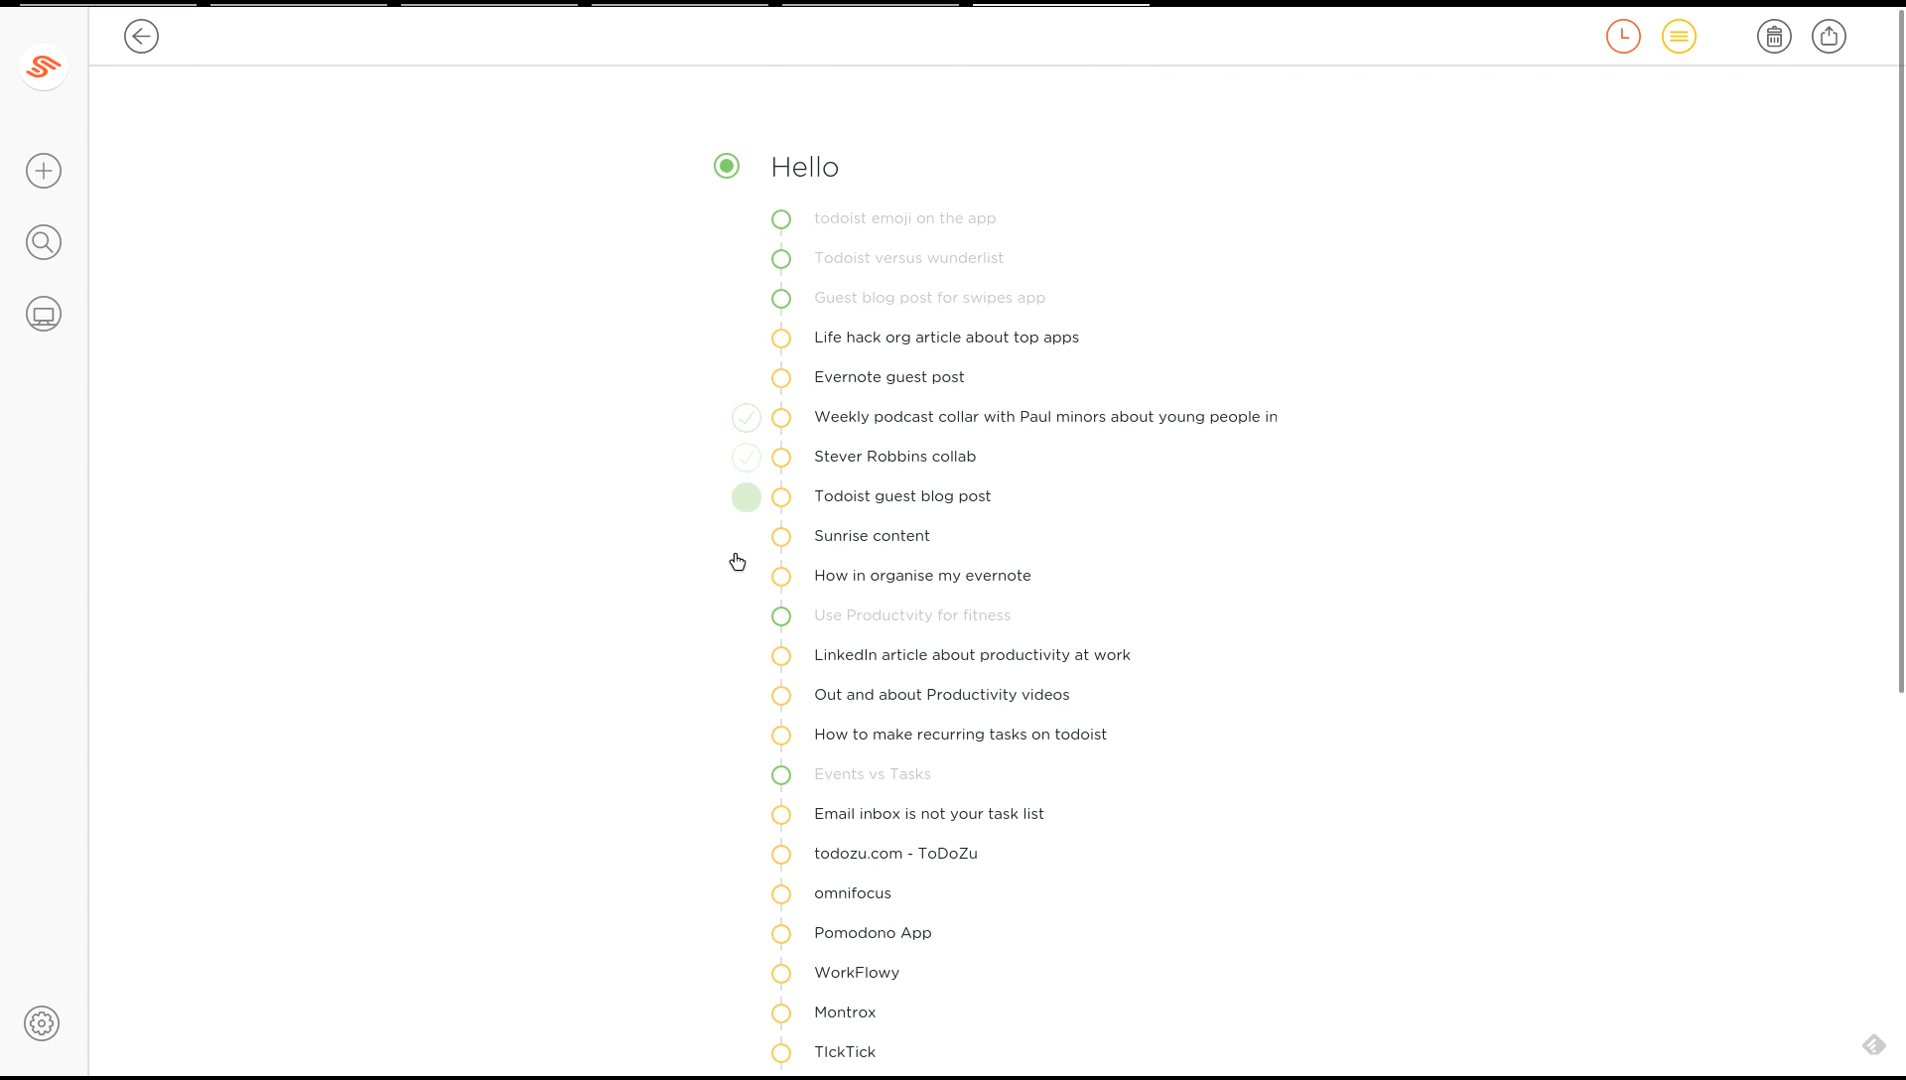 Hello
todoist emoji on the app
Todoist versus wunderlist
Guest blog post for swipes app
Life hack org article about top apps
Evernote guest post
Weekly podcast collar with Paul minors about young people in
Stever Robbins collab
Todoist guest blog post
Sunrise content
How in organise my evernote
Use Productvity for fitness
LinkedIn article about productivity at work
Out and about Productivity videos
How to make recurring tasks on todoist
Events vs Tasks
Email inbox is not your task list
todozu.com - ToDoZu
omnifocus
Pomodono App
WorkFlowy
Montrox
TIckTick